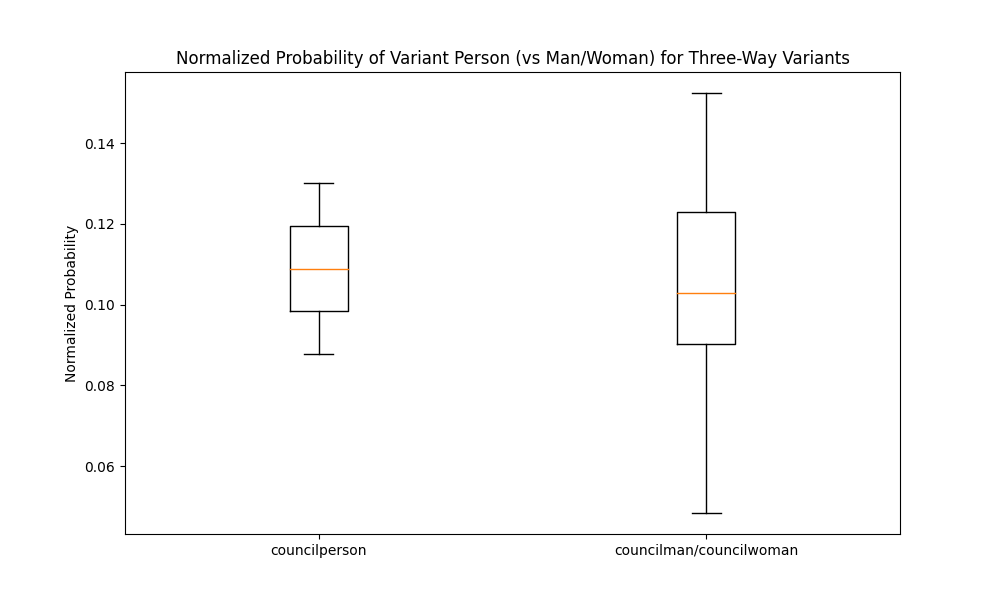 Normalized Probability of Variant Person (vs Man/Woman) for Three-Way Variants
Normalized Probability
0.14
0.12
0.10
0.08
0.06
councilperson
councilman/councilwoman